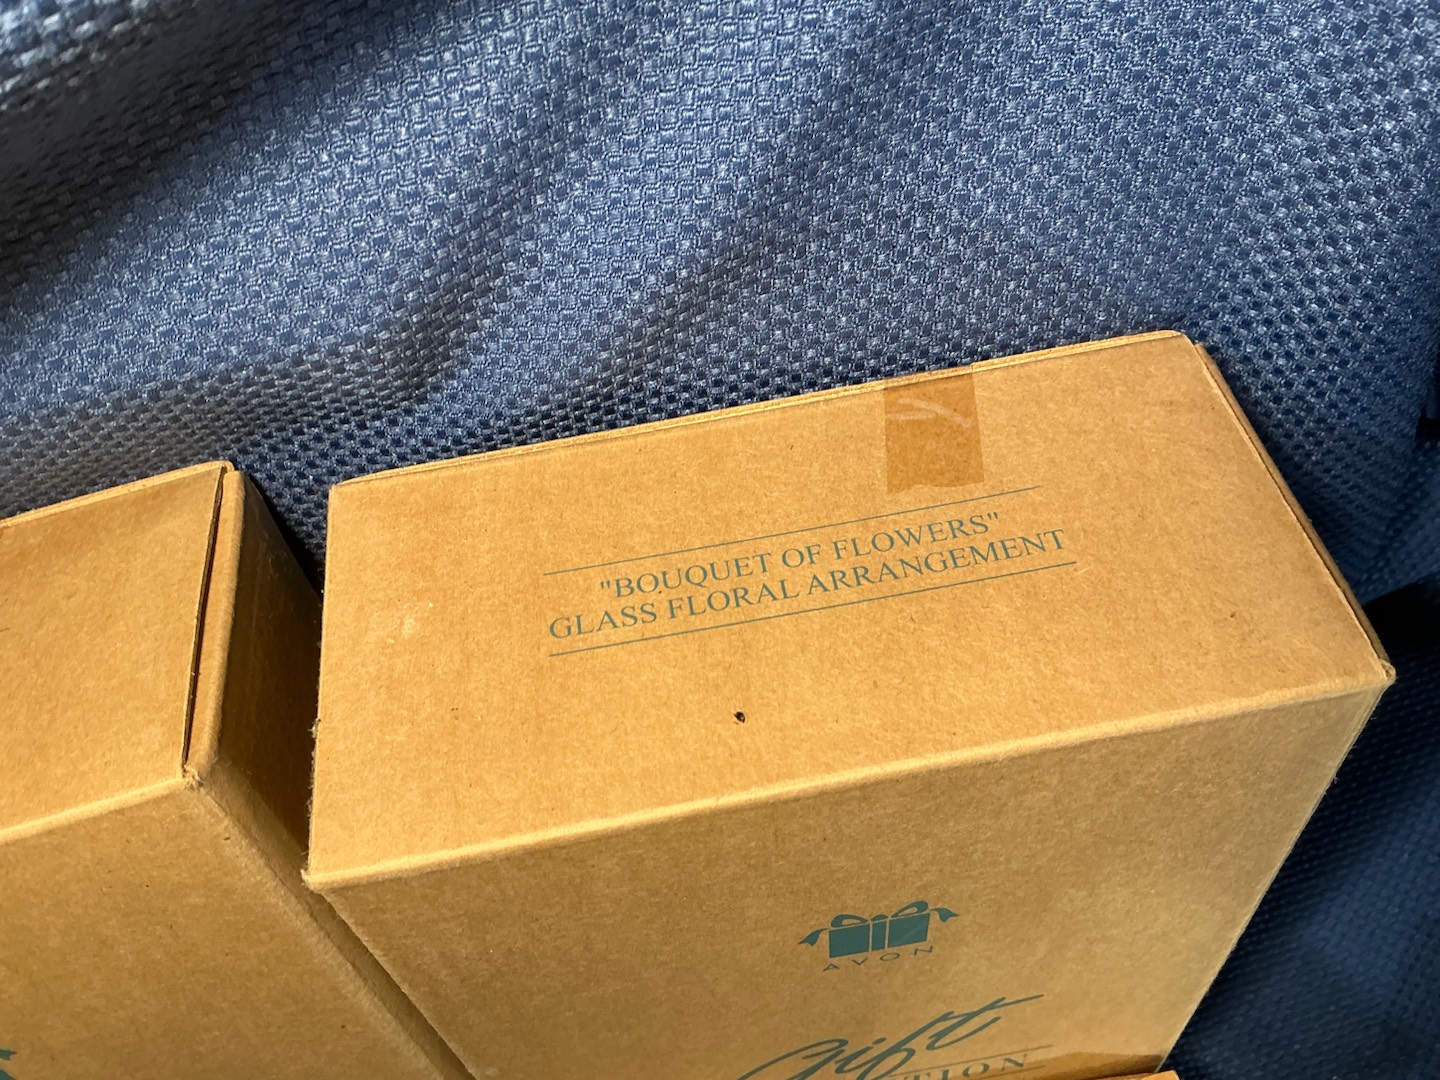 "BOUQUET OF FLOWERS"
GLASS FLORAL ARRANGEMENT
AVON
Gift